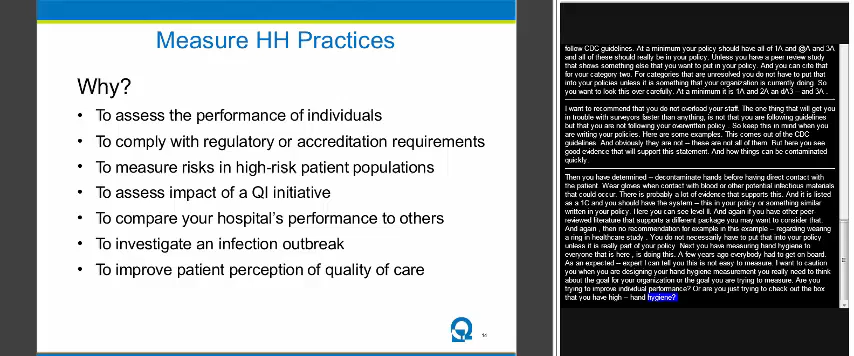 Measure HH Practices
Why?
• To assess the performance of individuals
• To comply with regulatory or accreditation requirements
• To measure risks in high-risk patient populations
• To assess impact of a QI initiative
• To compare your hospital's performance to others
• To investigate an infection outbreak
• To improve patient perception of quality of care
follow CDC guidelines. At a minimum your policy should have all of 1A and @A and 3A
and all of these should really be in your policy. Unless you have a peer review study
that shows something else that you want to put in your policy. And you can cite that
for your category two. For categories that are unresolved you do not have to put that
into your policies unless it is something that your organization is currently doing. So
you want to look this over carefully. At a minimum it is 1A and 2A an dA3 -- and 3A .
I want to recommend that you do not overload your staff. The one thing that will get you
in trouble with surveyors faster than anything, is not that you are following guidelines
but that you are not following your overwritten policy . So keep this in mind when you
are writing your policies. Here are some examples. This comes out of the CDC
guidelines. And obviously they are not -- these are not all of them. But here you see
good evidence that will support this statement. And how things can be contaminated
quickly.
Then you have determined -- decontaminate hands before having direct contact with
the patient. Wear gloves when contact with blood or other potential infectious materials
that could occur. There is probably a lot of evidence that supports this. And it is listed
as a 1C and you should have the system -- this in your policy or something similar
written in your policy. Here you can see level II. And again if you have other peer
reviewed literature that supports a different package you may want to consider that.
And again , then no recommendation for example in this example -- regarding wearing
a ring in healthcare study . You do not necessarily have to put that into your policy
unless it is really part of your policy. Next you have measuring hand hygiene to
everyone that is here , is doing this. A few years ago everybody had to get on board.
As an expected -- expert I can tell you this is not easy to measure. I want to caution
you when you are designing your hand hygiene measurement you really need to think
about the goal for your organization or the goal you are trying to measure. Are you
trying to improve individual performance? Or are you just trying to check out the box
that you have high -- hand hygiene?